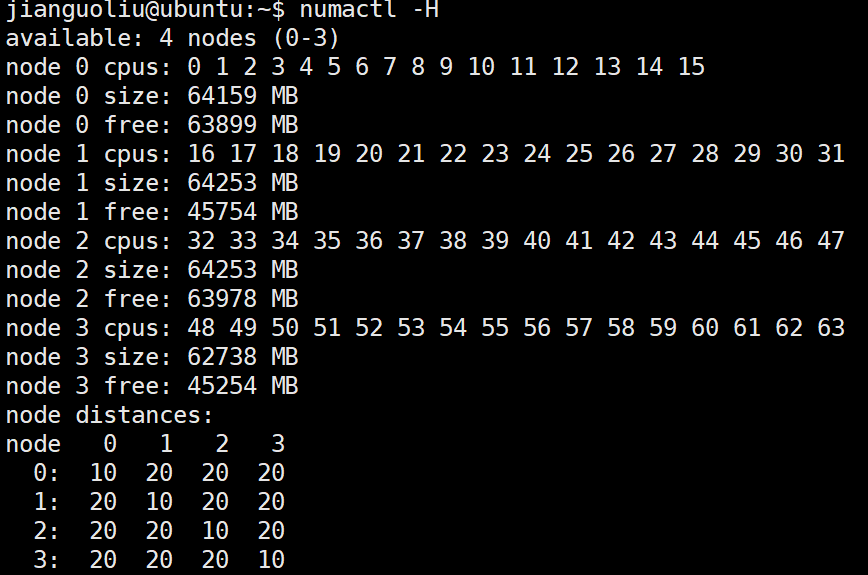 jianguoliu@ubuntu:~$ numactl -H
available: 4 nodes (0-3)
node 0 cpus: 0 1 2 3 4 5 6 7 8 9 10 11 12 13 14 15
node 0 size: 64159 MB
node 0 free: 63899 MB
node 1 cpus: 16 17 18 19 20 21 22 23 24 25 26 27 28 29 30 31
node 1 size: 64253 MB
node 1 free: 45754 MB
node 2 cpus: 32 33 34 35 36 37 38 39 40 41 42 43 44 45 46 47
node 2 size: 64253 MB
node 2 free: 63978 MB
node 3 cpus: 48 49 50 51 52 53 54 55 56 57 58 59 60 61 62 63
node 3 size: 62738 MB
node 3 free: 45254 MB
node distances:
node   0   1   2   3
  0:  10  20  20  20
  1:  20  10  20  20
  2:  20  20  10  20
  3:  20  20  20  10